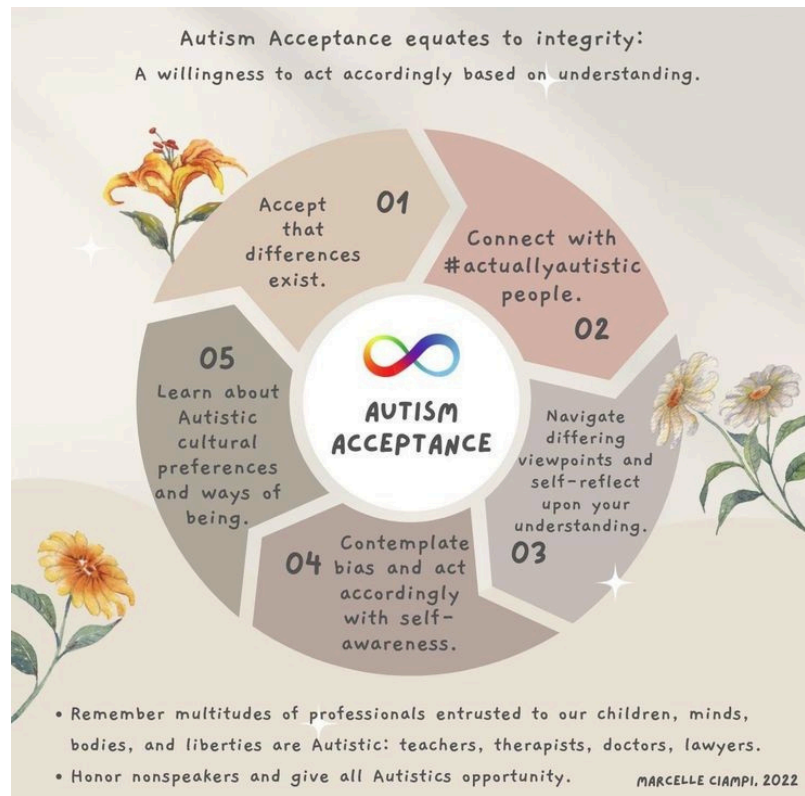 Autism Acceptance equates to integrity:
A willingness to act accordingly based on understanding.
01
Accept
that
differences
exist.
Connect with
#actuallyautistic
people.
02
Navigate
differing
viewpoints and
self-reflect
upon your
understanding.
03
04
Contemplate
bias and act
accordingly
with self-
awareness.
05
Learn about
Autistic
cultural
preferences
and ways of
being.
AUTISM
ACCEPTANCE
• Remember multitudes of professionals entrusted to our children, minds,
bodies, and liberties are Autistic: teachers, therapists, doctors, lawyers.
• Honor nonspeakers and give all Autistics opportunity.
MARCELLE CIAMPI, 2022